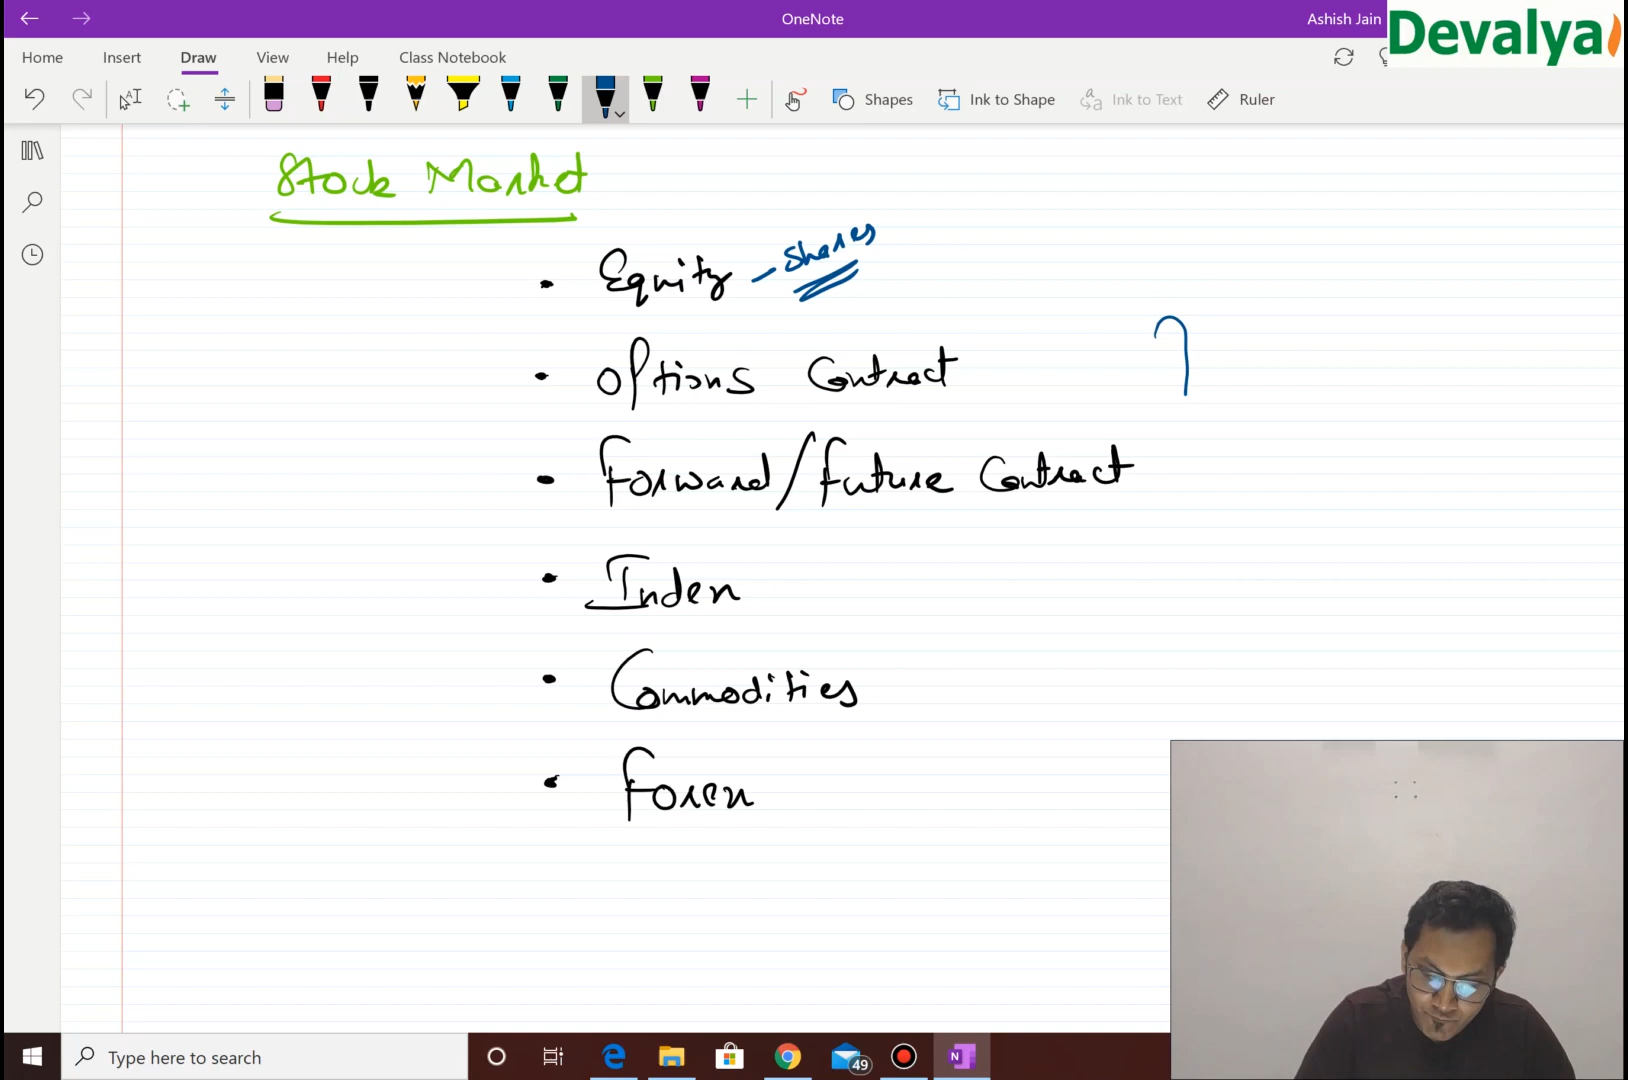 OneNote
Ashish Jain
Devalya
Home Insert Draw View Help Class Notebook
Shapes Ink to Shape Ink to Text Ruler
Stock Market
Equity - Shares
Options Contract
Forward/Future Contract
Index
Commodities
Forex
Type here to search
49